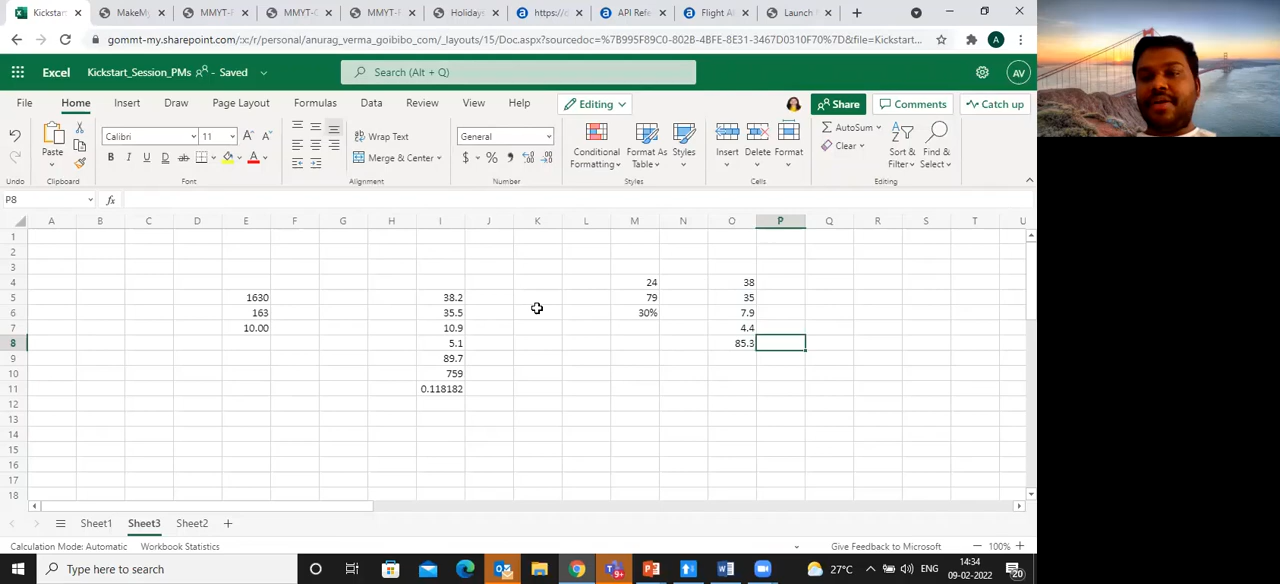 Kickstart
MakeMy
MMYT-F
MMYT-C
MMYT-F
Holidays
https://d
API Refe
Flight Al
Launch N
gommt-my.sharepoint.com/:x:/r/personal/anurag_verma_goibibo_com/_layouts/15/Doc.aspx?sourcedoc=%7B995F89C0-802B-4BFE-8E31-3467D0310F70%7D&file=Kickstart...
A
Excel
Kickstart_Session_PMs
- Saved
Search (Alt + Q)
AV
File Home Insert Draw Page Layout Formulas Data Review View Help
Editing
Share
Comments
Catch up
Paste
Calibri 11
B I U D ab A
Wrap Text
Merge & Center
General
$ % 9
Conditional Formatting
Format As Table
Styles
Insert Delete Format
AutoSum
Clear
Sort & Filter
Find & Select
Undo Clipboard Font Alignment Number Styles Cells Editing
P8 fx
A B C D E F G H I J K L M N O P Q R S T U
1
2
3
4 24 38
5 1630 38.2 79 35
6 163 35.5 30% 7.9
7 10.00 10.9 4.4
8 5.1 85.3
9 89.7
10 759
11 0.118182
12
13
14
15
16
17
18
Sheet1 Sheet3 Sheet2
Calculation Mode: Automatic Workbook Statistics Give Feedback to Microsoft 100%
Type here to search
9+
27°C
ENG
14:34
09-02-2022
20